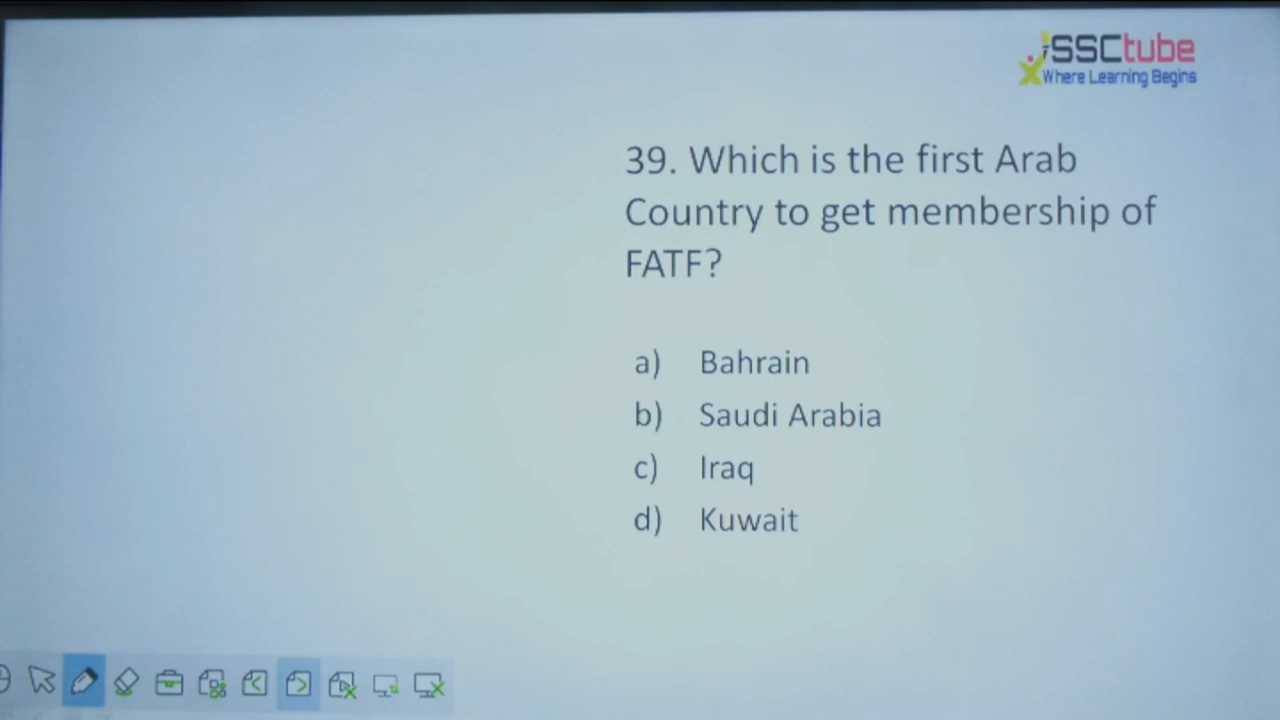 SSCtube
Where Learning Begins
39. Which is the first Arab
Country to get membership of
FATF?
a) Bahrain
b) Saudi Arabia
c) Iraq
d) Kuwait